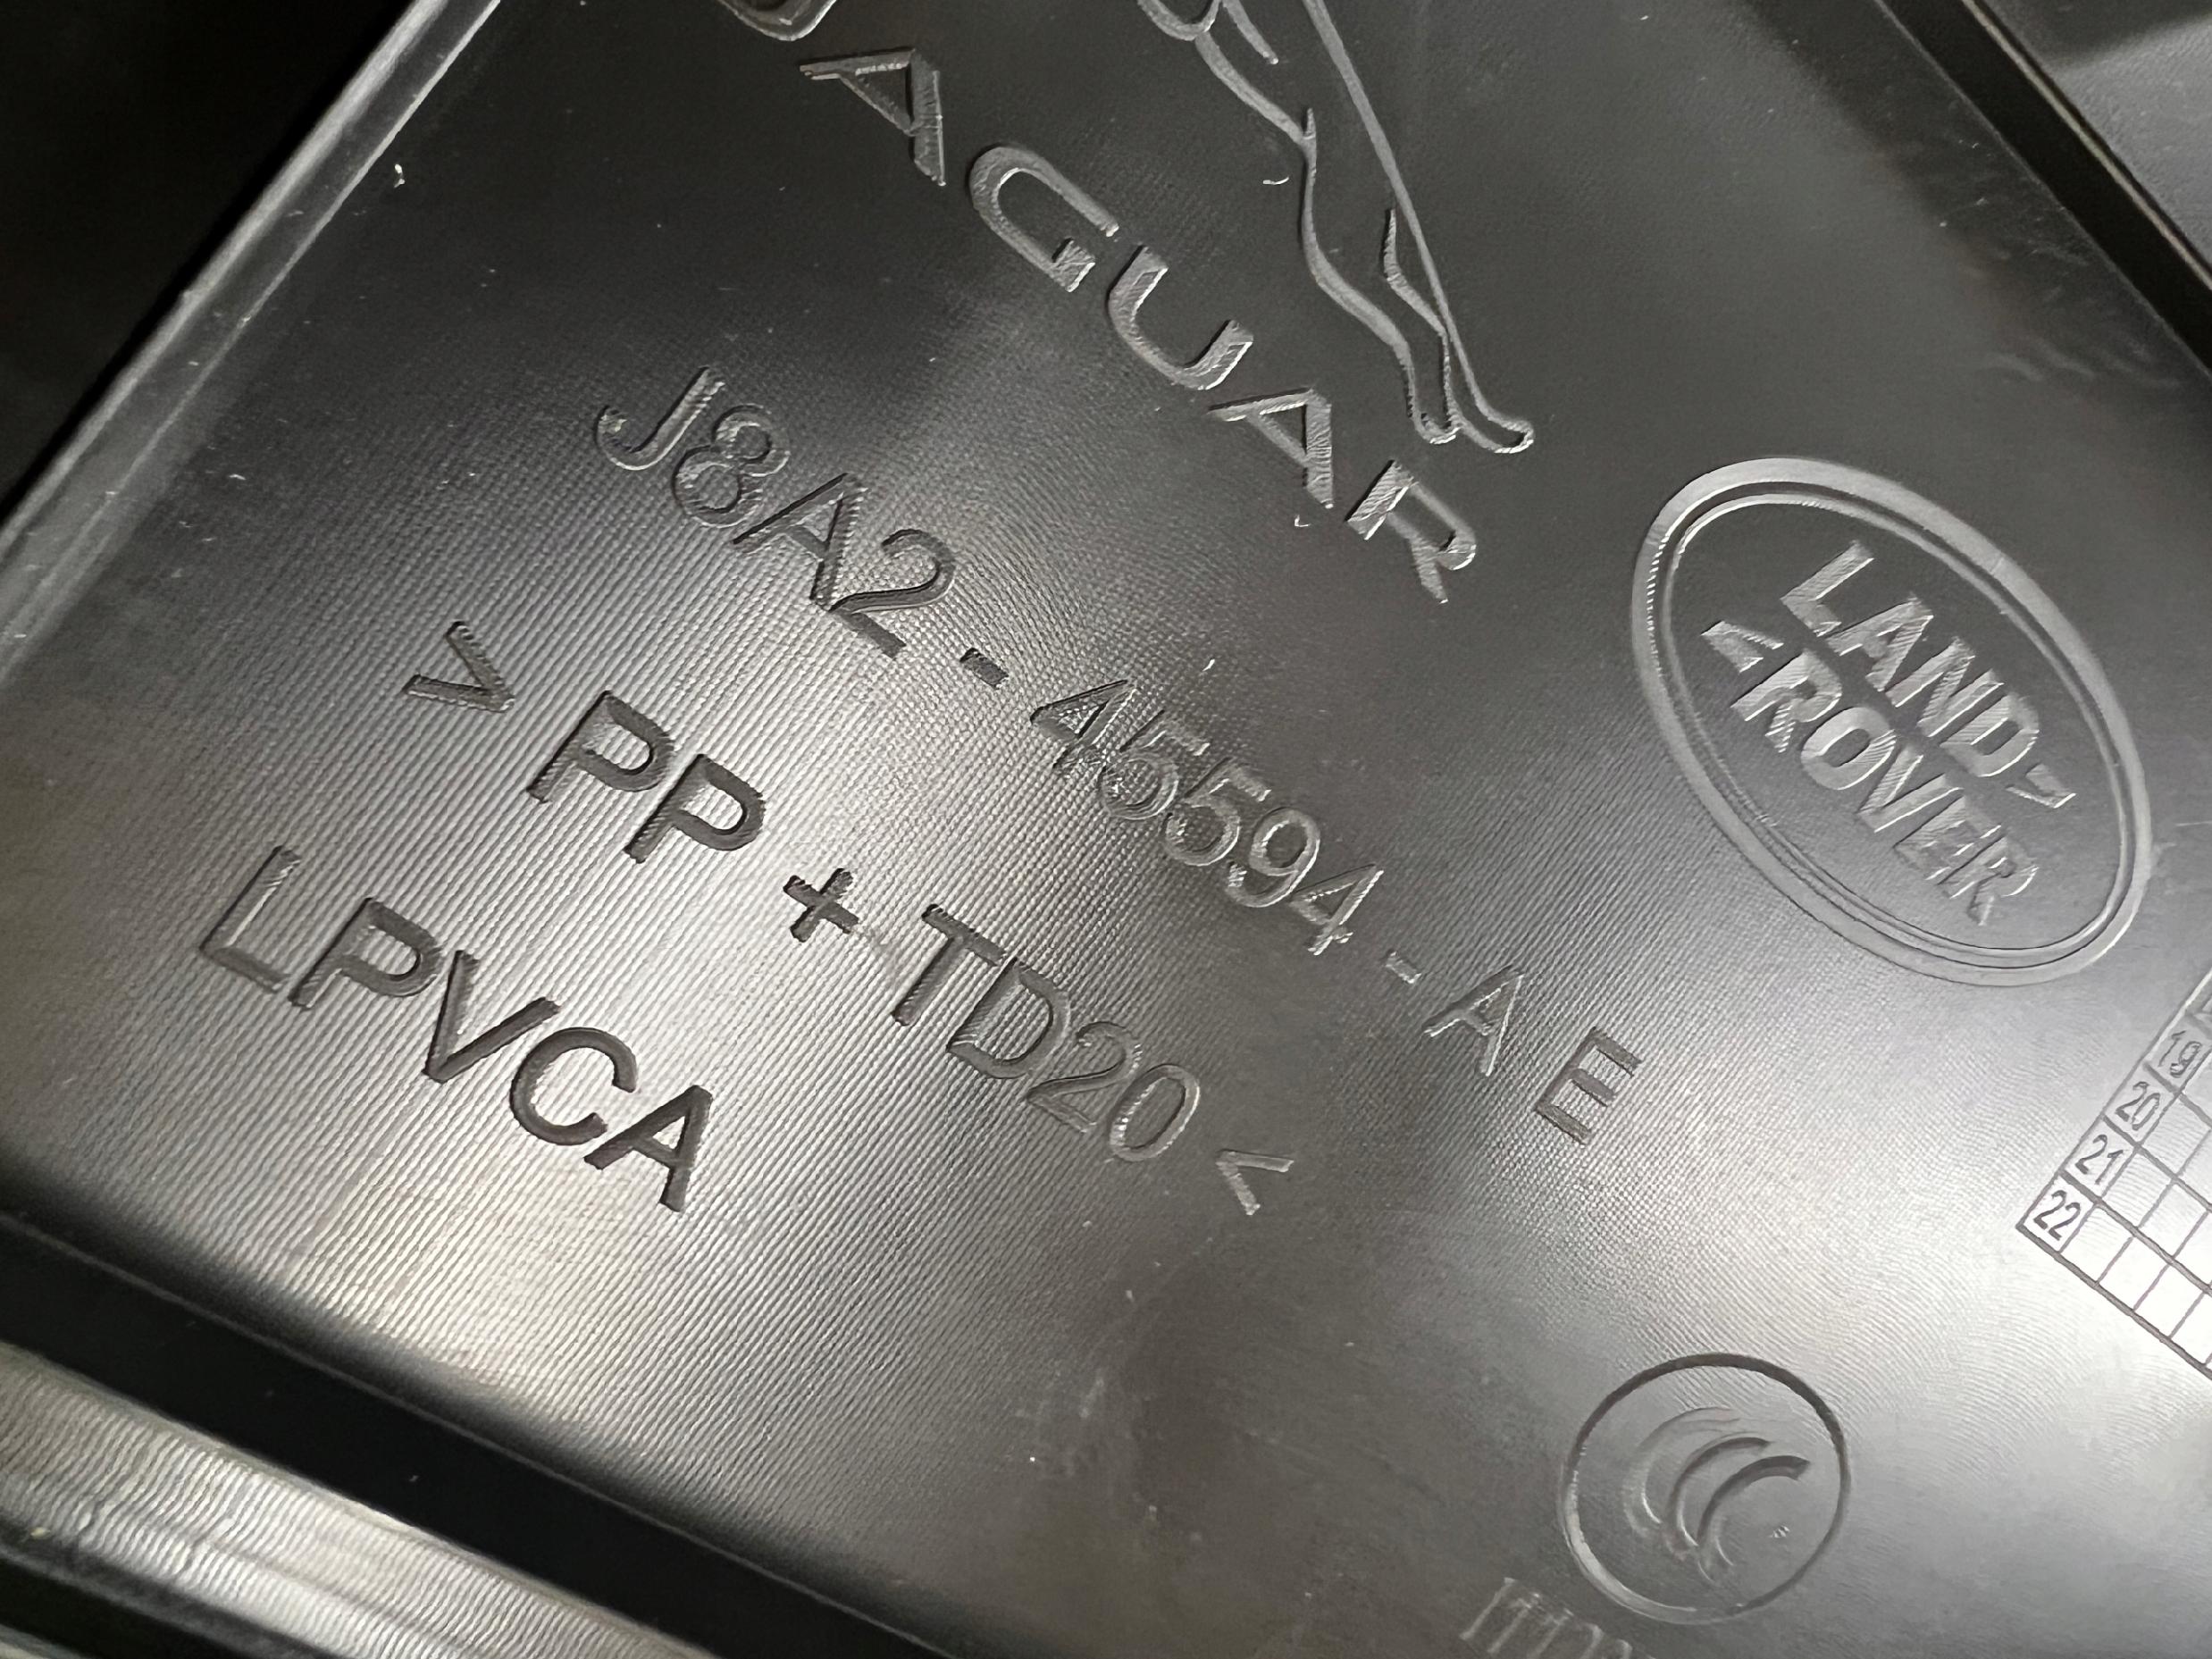 JAGUAR
LAND
ROVER
J8A2-45594-AE
>PP+TD20<
LPVCA
19
20
21
22